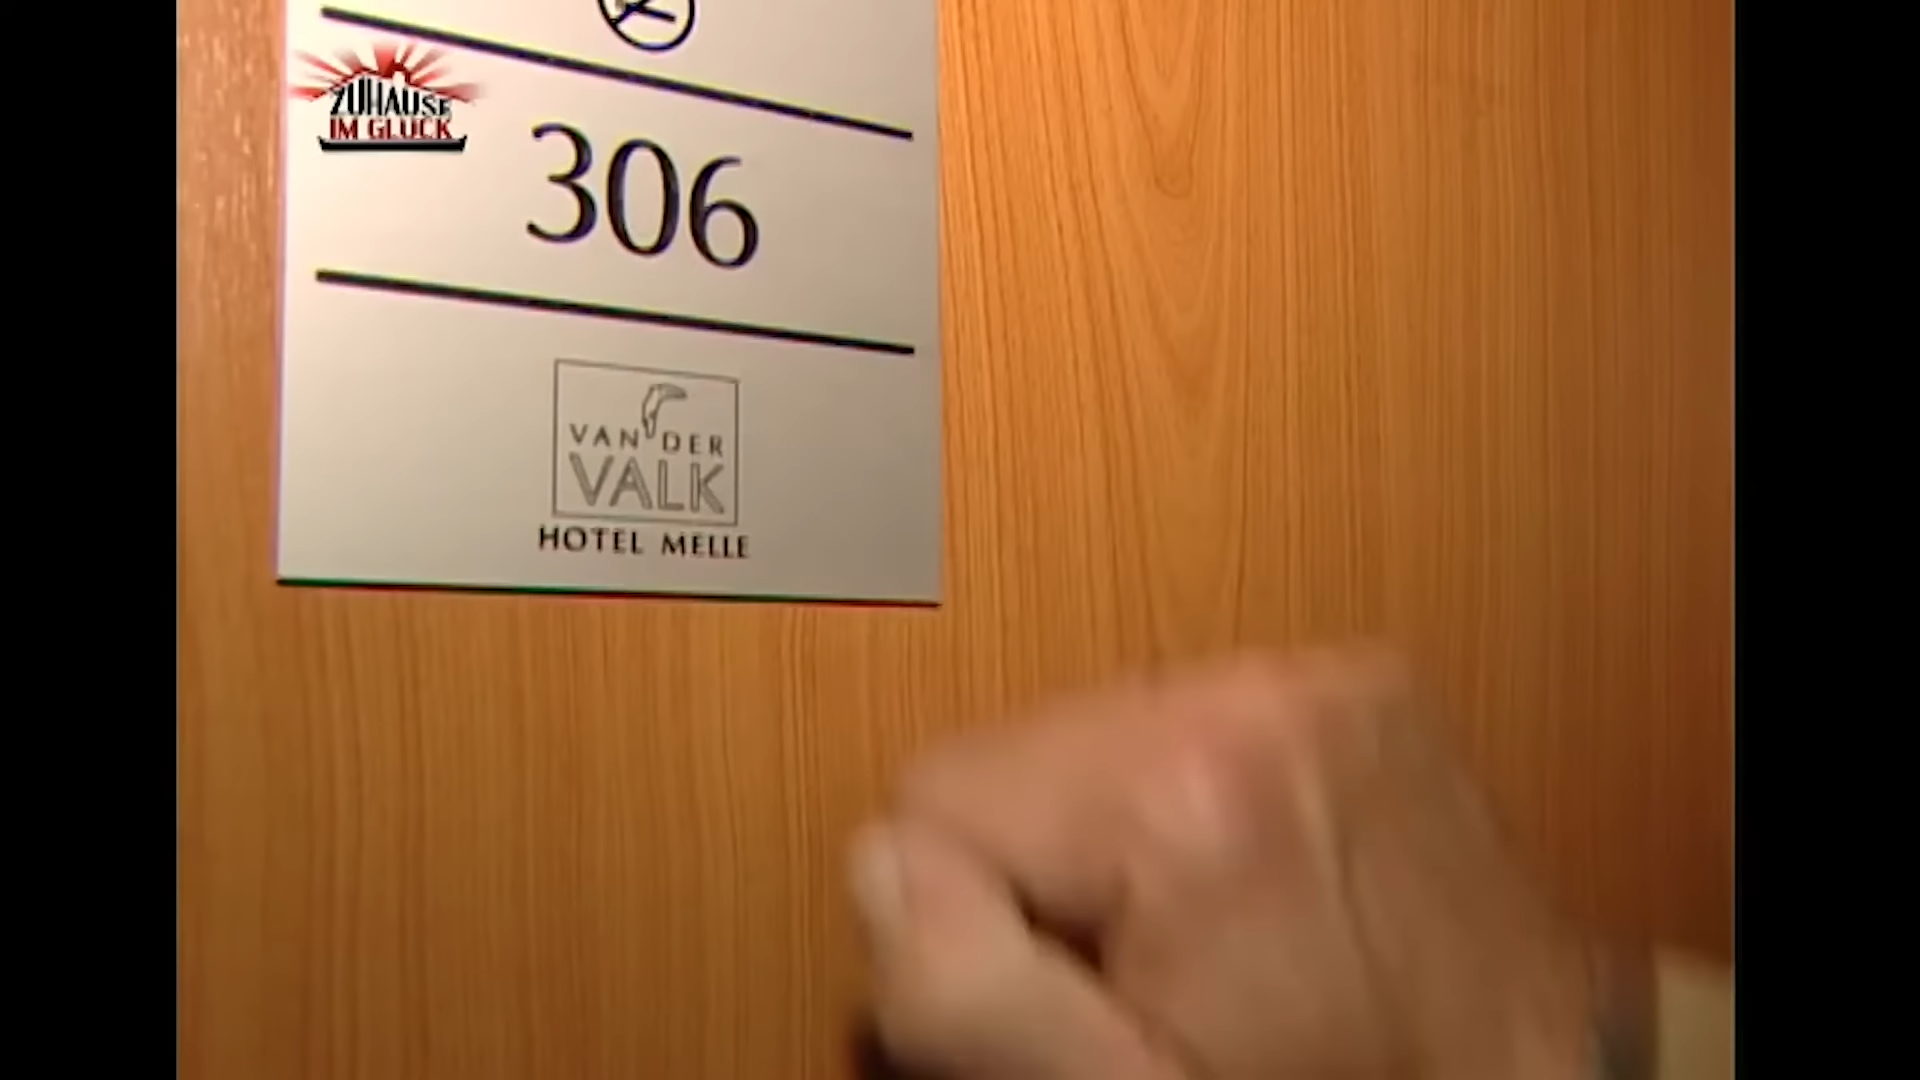 ZUHAUSE
IM GLÜCK
306
VAN DER
VALK
HOTEL MELLE